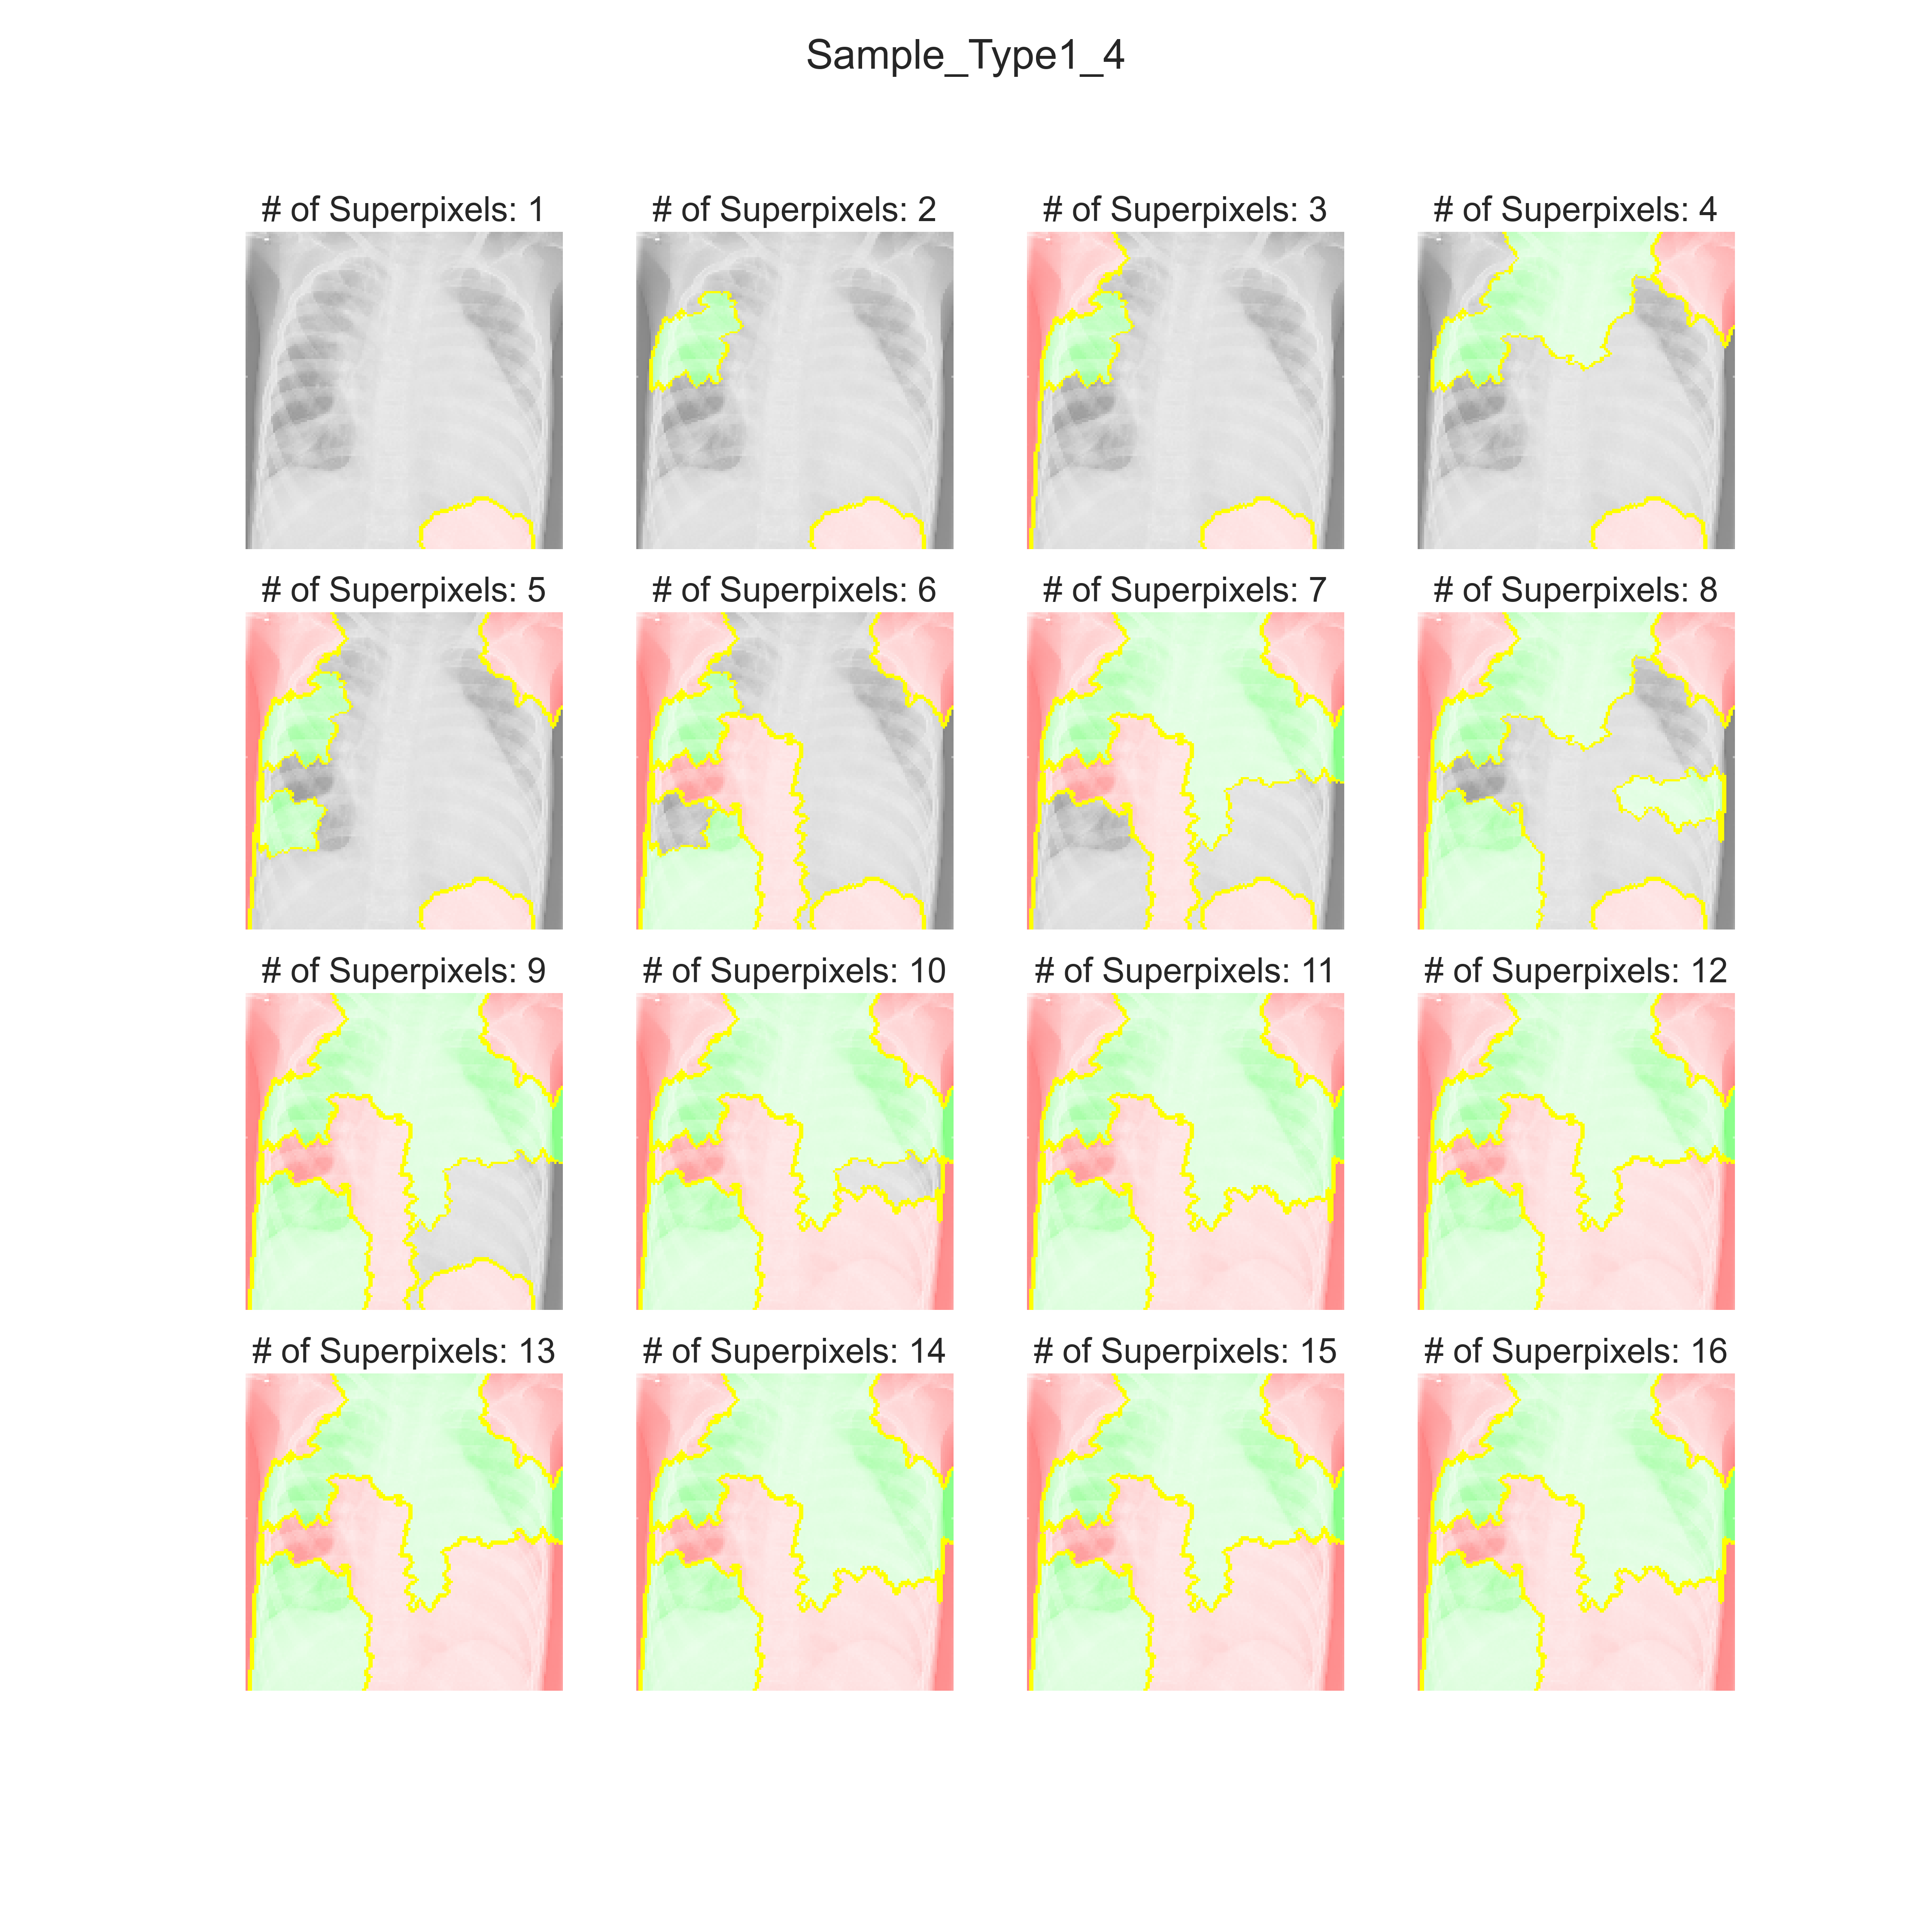 Sample_Type1_4
# of Superpixels: 1
# of Superpixels: 2
# of Superpixels: 3
# of Superpixels: 4
# of Superpixels: 5
# of Superpixels: 6
# of Superpixels: 7
# of Superpixels: 8
# of Superpixels: 9
# of Superpixels: 10
# of Superpixels: 11
# of Superpixels: 12
# of Superpixels: 13
# of Superpixels: 14
# of Superpixels: 15
# of Superpixels: 16